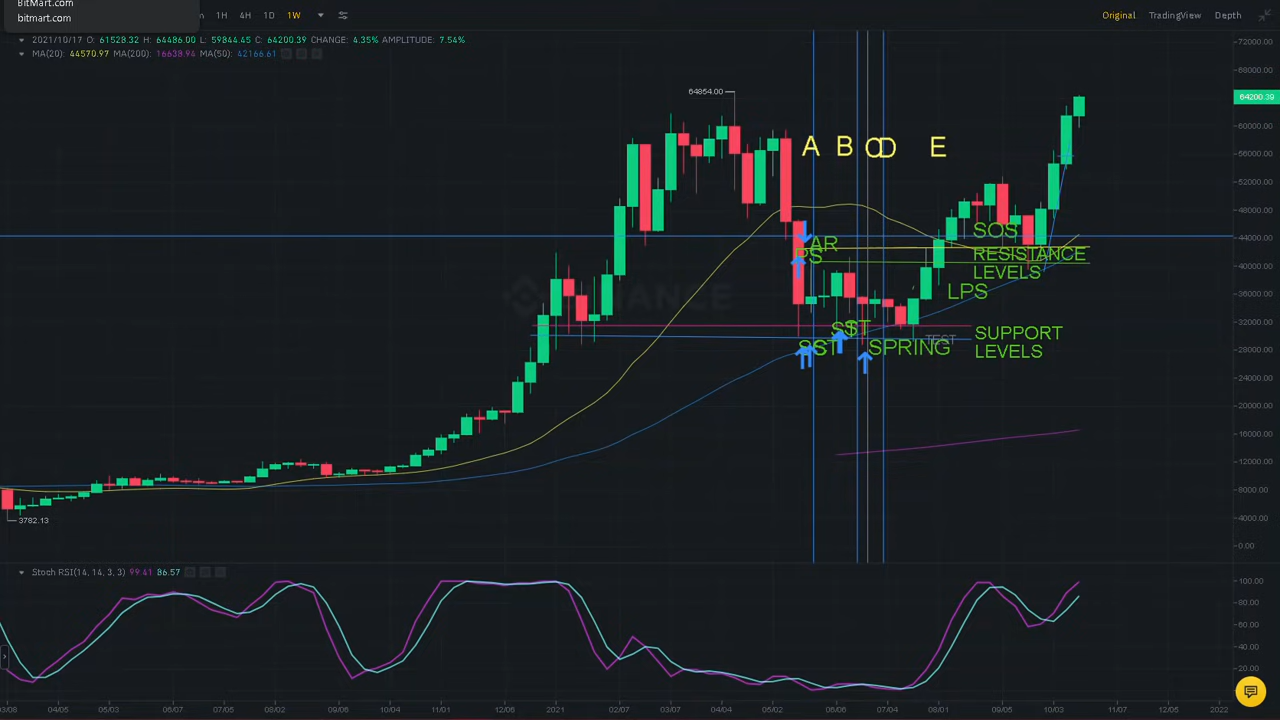 BitMart.com
bitmart.com
1H 4H 1D 1W
Original TradingView Depth
2021/10/17 O: 61528.32 H: 64486.00 L: 59844.45 C: 64200.39 CHANGE: 4.35% AMPLITUDE: 7.54%
MA(20): 44570.97 MA(200): 16638.94 MA(50): 42166.61
72000.00
68000.00
64854.00
64200.39
60000.00
A B C D E
56000.00
52000.00
48000.00
SOS
44000.00
AR
PS
RESISTANCE
LEVELS
40000.00
LPS
36000.00
BINANCE
32000.00
SST
SUPPORT
LEVELS
TEST
SST
SPRING
28000.00
24000.00
20000.00
16000.00
12000.00
8000.00
3782.13
4000.00
0.00
Stoch RSI(14, 14, 3, 3) 99.41 86.57
100.00
80.00
60.00
40.00
20.00
03/08 04/05 05/03 06/07 07/05 08/02 09/06 10/04 11/01 12/06 2021 02/07 03/07 04/04 05/02 06/06 07/04 08/01 09/05 10/03 11/07 12/05 2022